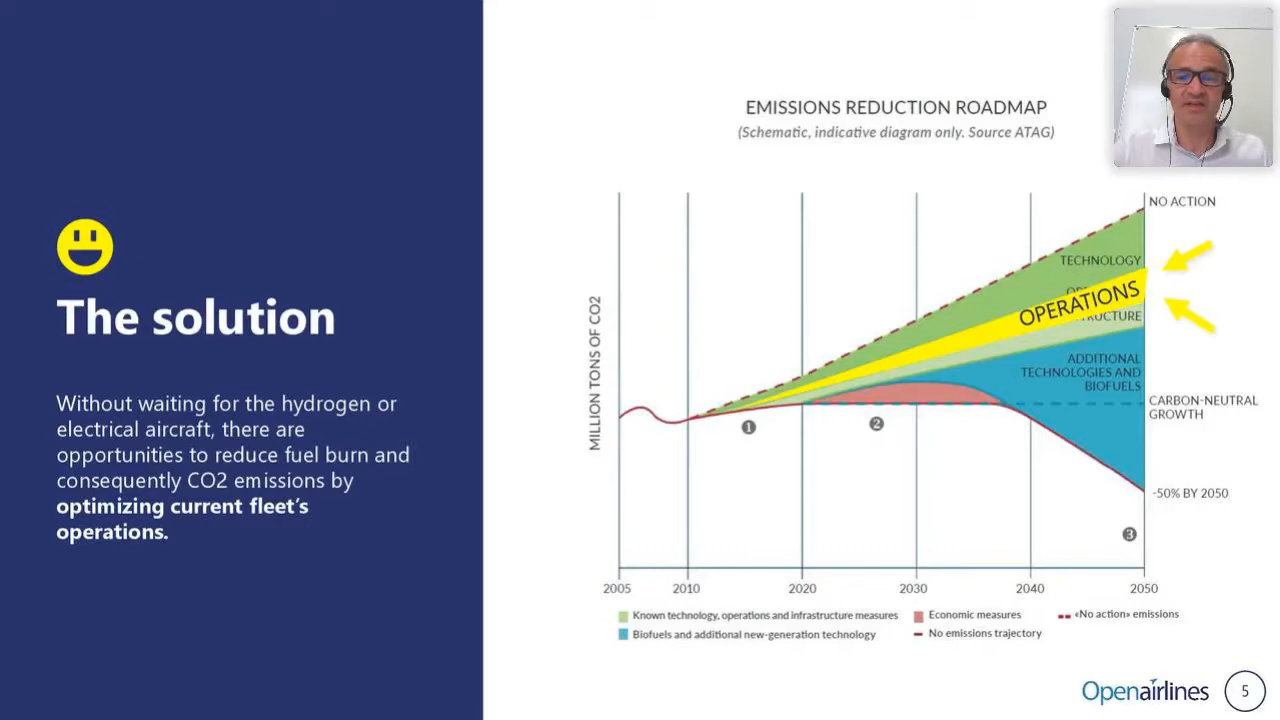 The solution
Without waiting for the hydrogen or
electrical aircraft, there are
opportunities to reduce fuel burn and
consequently CO2 emissions by
optimizing current fleet's
operations.
EMISSIONS REDUCTION ROADMAP
(Schematic, indicative diagram only. Source ATAG)
MILLION TONS OF CO2
NO ACTION
TECHNOLOGY
OPERATIONS
ADDITIONAL
TECHNOLOGIES AND
BIOFUELS
CARBON-NEUTRAL
GROWTH
-50% BY 2050
1
2
3
2005 2010 2020 2030 2040 2050
Known technology, operations and infrastructure measures
Economic measures
«No action» emissions
Biofuels and additional new-generation technology
No emissions trajectory
Openairlines
5